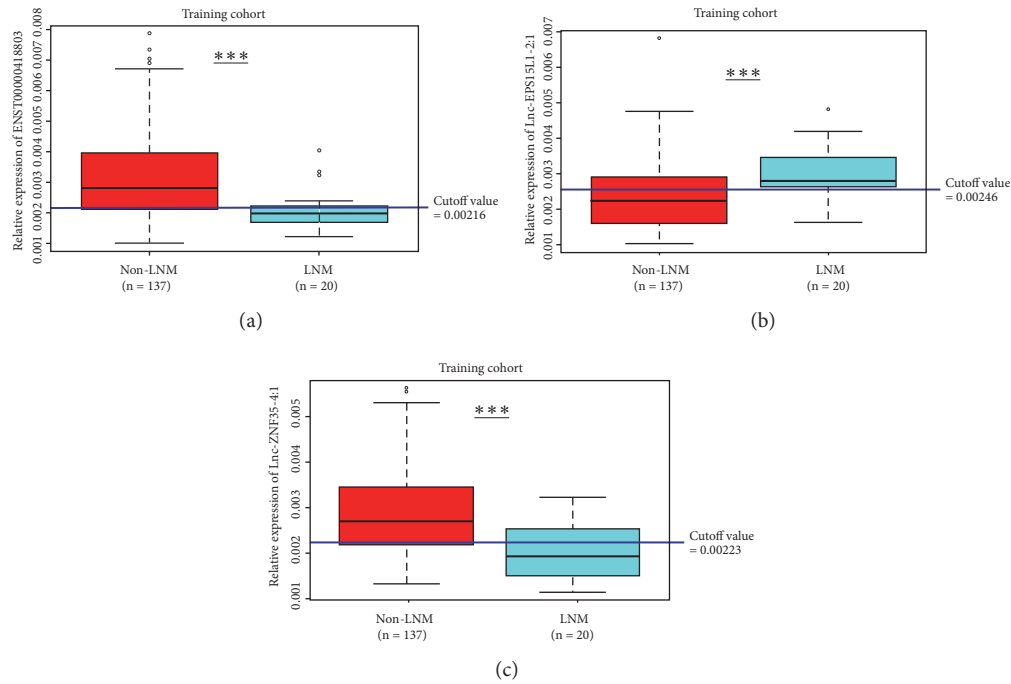 Training cohort
Relative expression of ENST00000418803
0.008
0.007
0.006
0.005
0.004
0.003
0.002
0.001
***
Cutoff value
= 0.00216
Non-LNM
(n = 137)
LNM
(n = 20)
(a)
Training cohort
Relative expression of Lnc-EPS15L1-2:1
0.007
0.006
0.005
0.004
0.003
0.002
0.001
***
Cutoff value
= 0.00246
Non-LNM
(n = 137)
LNM
(n = 20)
(b)
Training cohort
Relative expression of Lnc-ZNF35-4:1
0.005
0.004
0.003
0.002
0.001
***
Cutoff value
= 0.00223
Non-LNM
(n = 137)
LNM
(n = 20)
(c)